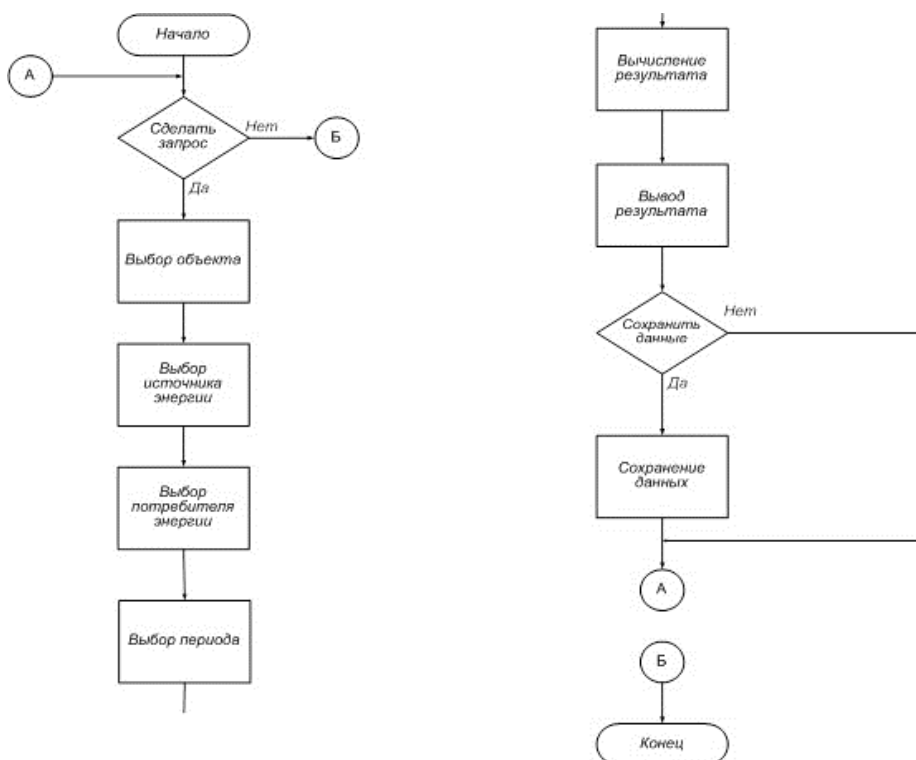 Начало
А
Сделать
запрос
Нет
Б
Да
Выбор объекта
Выбор
источника
энергии
Выбор
потребителя
энергии
Выбор периода
Вычисление
результата
Вывод
результата
Сохранить
данные
Нет
Да
Сохранение
данных
А
Б
Конец